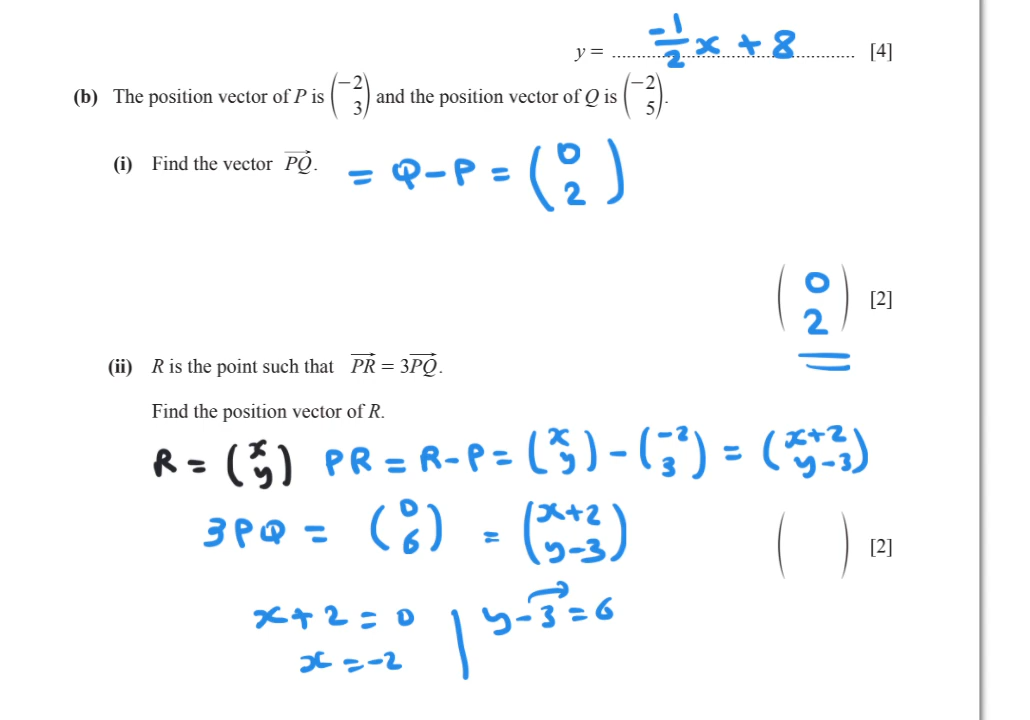 y = -1/2 x + 8 [4]
(b) The position vector of P is (-2 3) and the position vector of Q is (-2 5).
(i) Find the vector PQ. = Q - P = (0 2)
(0 2) [2]
(ii) R is the point such that PR = 3PQ.
Find the position vector of R.
R = (x y) PR = R - P = (x y) - (-2 3) = (x+2 y-3)
3PQ = (0 6) = (x+2 y-3)
( ) [2]
x + 2 = 0 | y - 3 = 6
x = -2